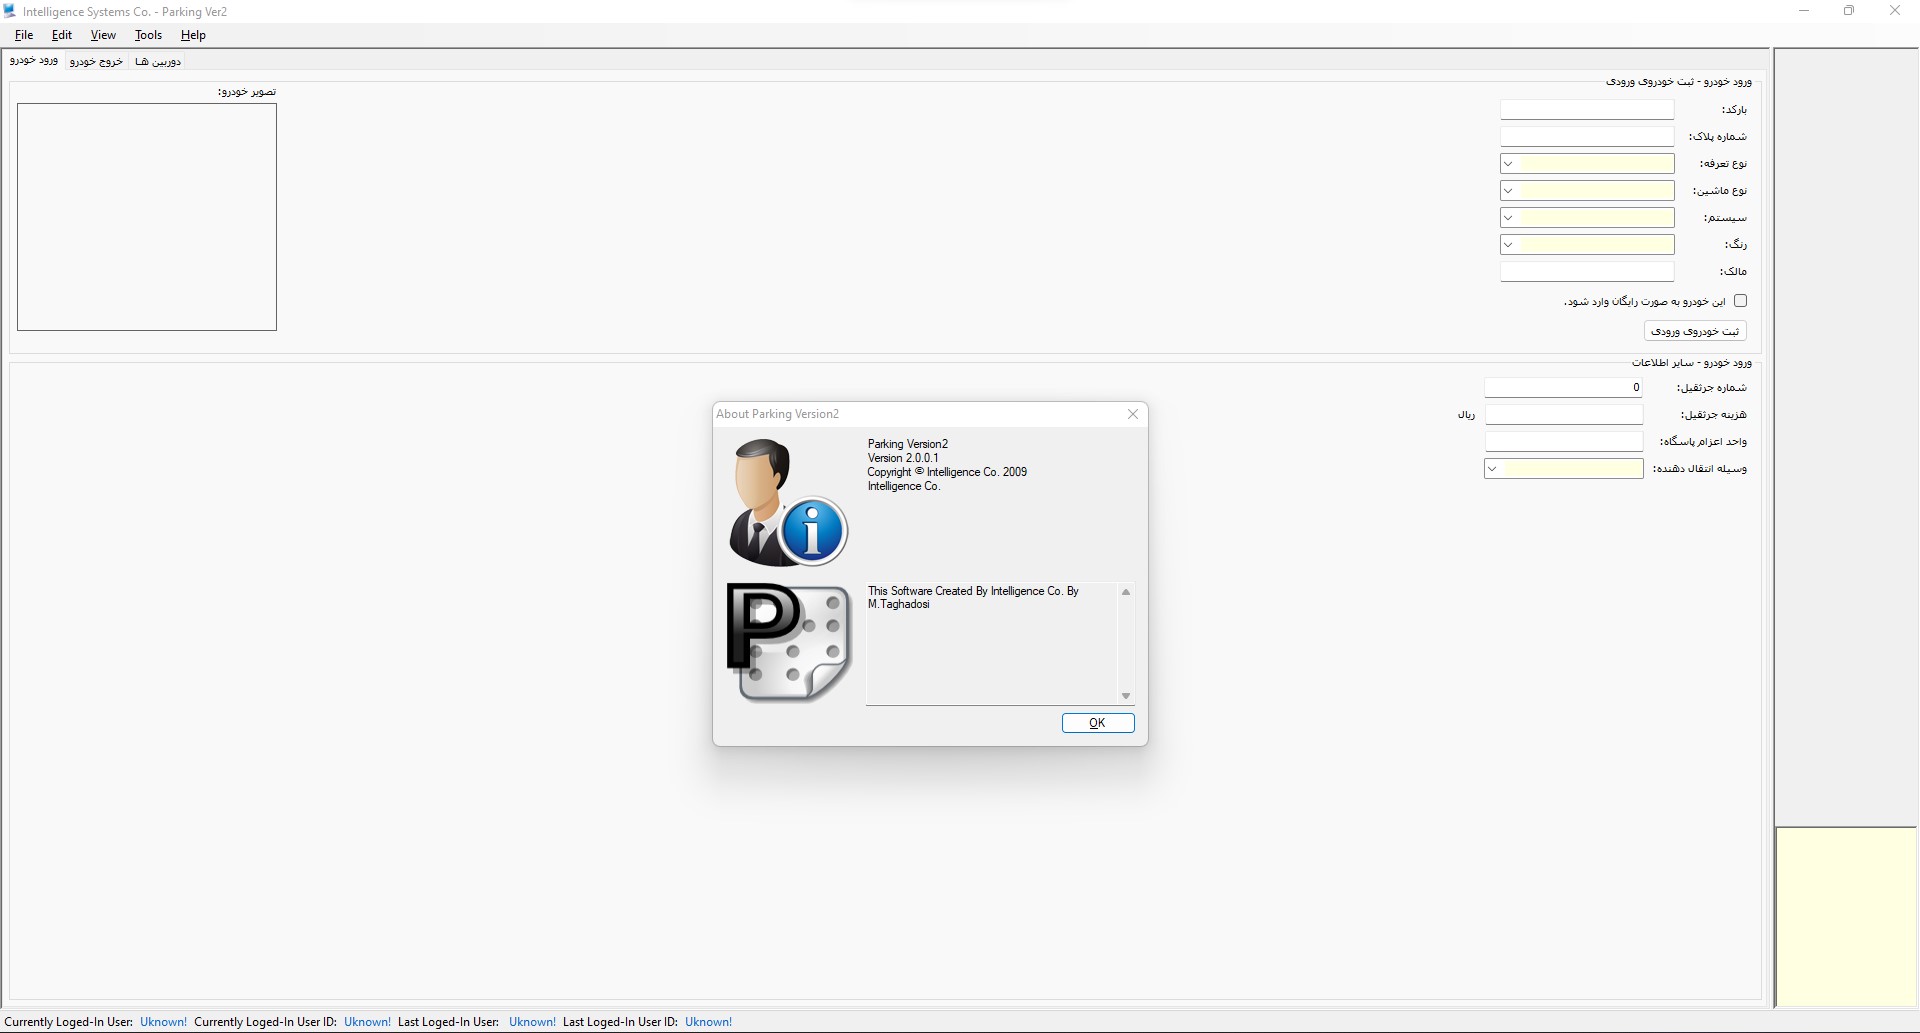 Intelligence Systems Co. - Parking Ver2
File Edit View Tools Help
ورود خودرو خروج خودرو دوربین ها
ورود خودرو - ثبت خودروی ورودی
بارکد:
شماره پلاک:
نوع تعرفه:
نوع ماشین:
سیستم:
رنگ:
مالک:
این خودرو به صورت رایگان وارد شود.
ثبت خودروی ورودی
تصویر خودرو:
ورود خودرو - سایر اطلاعات
شماره جرثقیل: 0
هزینه جرثقیل: ریال
واحد اعزام پاسگاه:
وسیله انتقال دهنده:
About Parking Version2
Parking Version2
Version 2.0.0.1
Copyright © Intelligence Co. 2009
Intelligence Co.
i
P
This Software Created By Intelligence Co. By
M.Taghadosi
OK
Currently Loged-In User: Uknown! Currently Loged-In User ID: Uknown! Last Loged-In User: Uknown! Last Loged-In User ID: Uknown!